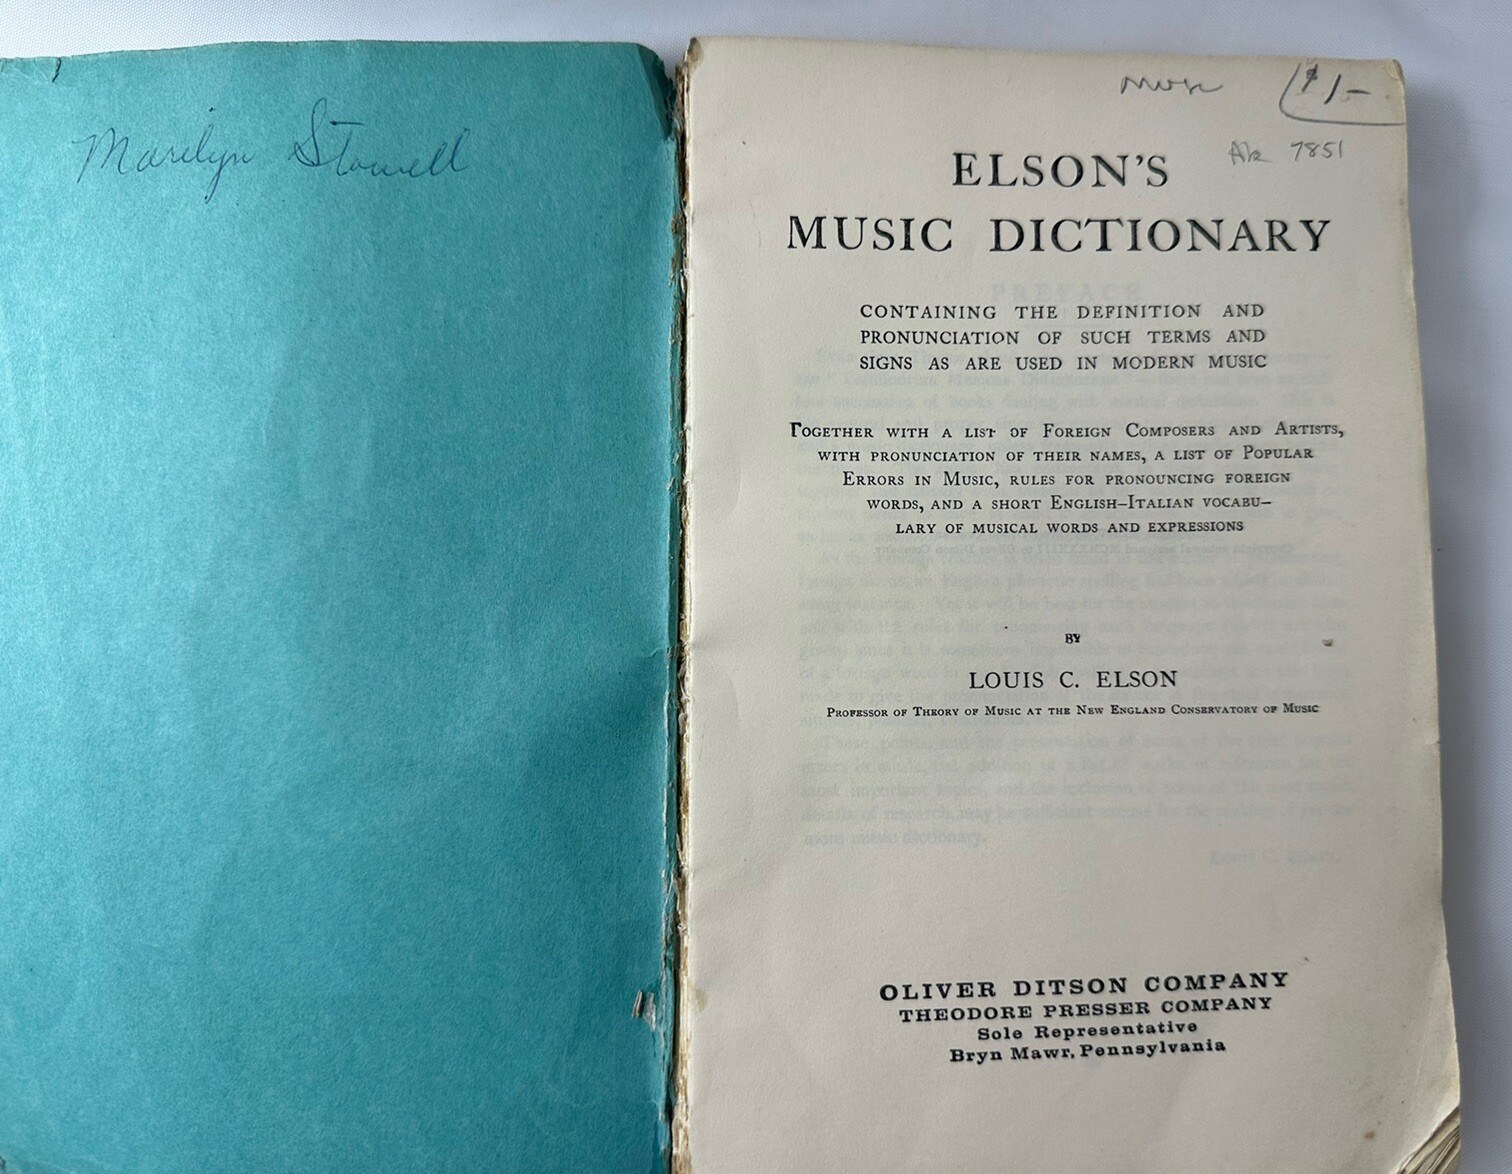 Marilyn Stowell
Music
$1-
7851
ELSON'S
MUSIC DICTIONARY
CONTAINING THE DEFINITION AND
PRONUNCIATION OF SUCH TERMS AND
SIGNS AS ARE USED IN MODERN MUSIC
TOGETHER WITH A LIST OF FOREIGN COMPOSERS AND ARTISTS,
WITH PRONUNCIATION OF THEIR NAMES, A LIST OF POPULAR
ERRORS IN MUSIC, RULES FOR PRONOUNCING FOREIGN
WORDS, AND A SHORT ENGLISH–ITALIAN VOCABU–
LARY OF MUSICAL WORDS AND EXPRESSIONS
BY
LOUIS C. ELSON
PROFESSOR OF THEORY OF MUSIC AT THE NEW ENGLAND CONSERVATORY OF MUSIC
OLIVER DITSON COMPANY
THEODORE PRESSER COMPANY
Sole Representative
Bryn Mawr, Pennsylvania